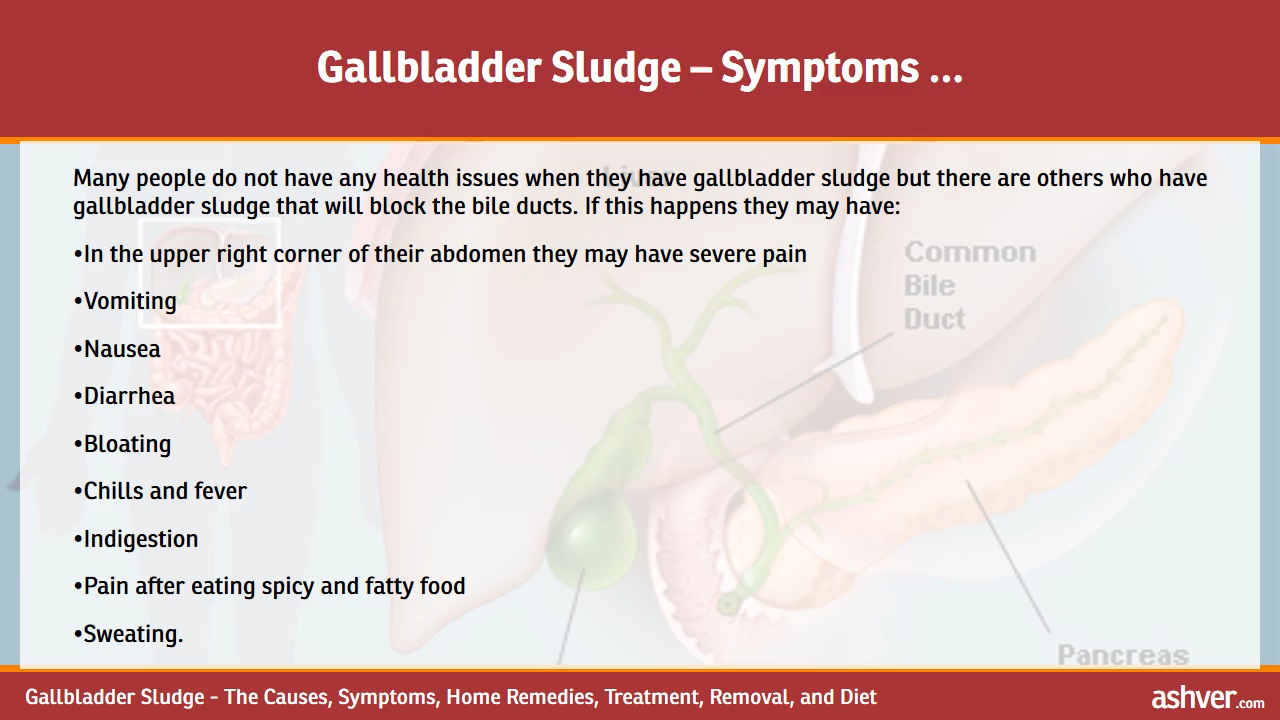 Gallbladder Sludge – Symptoms ...
Many people do not have any health issues when they have gallbladder sludge but there are others who have
gallbladder sludge that will block the bile ducts. If this happens they may have:
•In the upper right corner of their abdomen they may have severe pain
•Vomiting
•Nausea
•Diarrhea
•Bloating
•Chills and fever
•Indigestion
•Pain after eating spicy and fatty food
•Sweating.
Liver
Common
Bile
Duct
Pancreas
Gallbladder Sludge - The Causes, Symptoms, Home Remedies, Treatment, Removal, and Diet
ashver.com